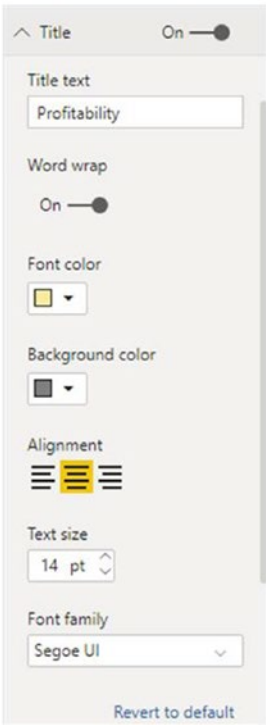 Title On
Title text
Profitability
Word wrap
On
Font color
Background color
Alignment
Text size
14 pt
Font family
Segoe UI
Revert to default